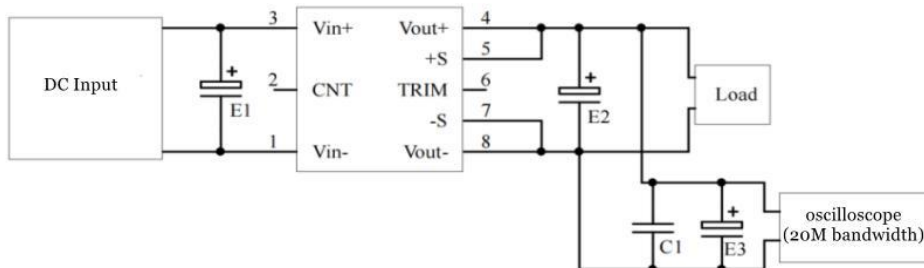 DC Input
+
E1
3
2
1
Vin+
CNT
Vin-
Vout+
+S
TRIM
-S
Vout-
4
5
6
7
8
+
E2
Load
C1
+
E3
oscilloscope
(20M bandwidth)